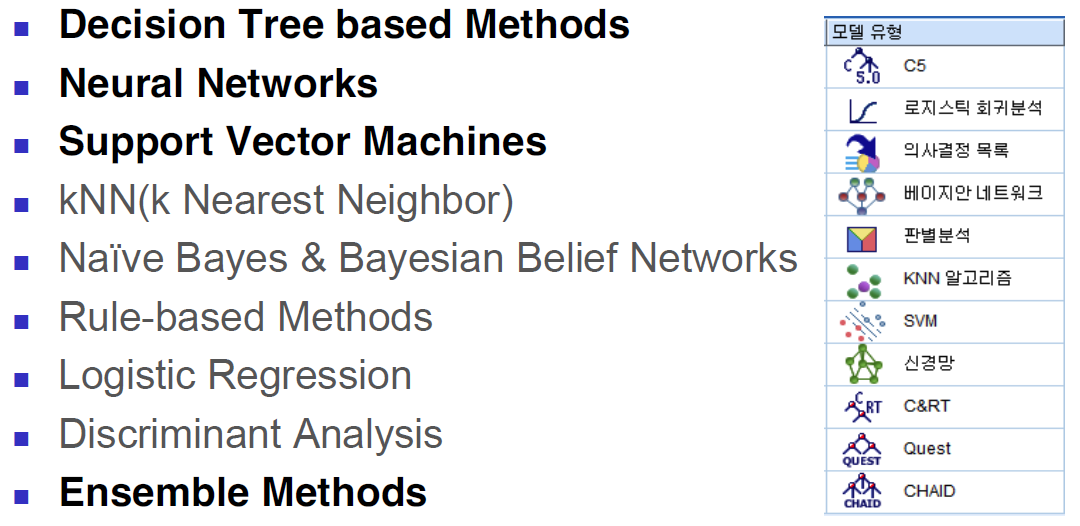 Decision Tree based Methods
Neural Networks
Support Vector Machines
kNN(k Nearest Neighbor)
Naïve Bayes & Bayesian Belief Networks
Rule-based Methods
Logistic Regression
Discriminant Analysis
Ensemble Methods
모델 유형
C 5.0 C5
로지스틱 회귀분석
의사결정 목록
베이지안 네트워크
판별분석
KNN 알고리즘
SVM
신경망
C RT C&RT
QUEST Quest
CHAID CHAID